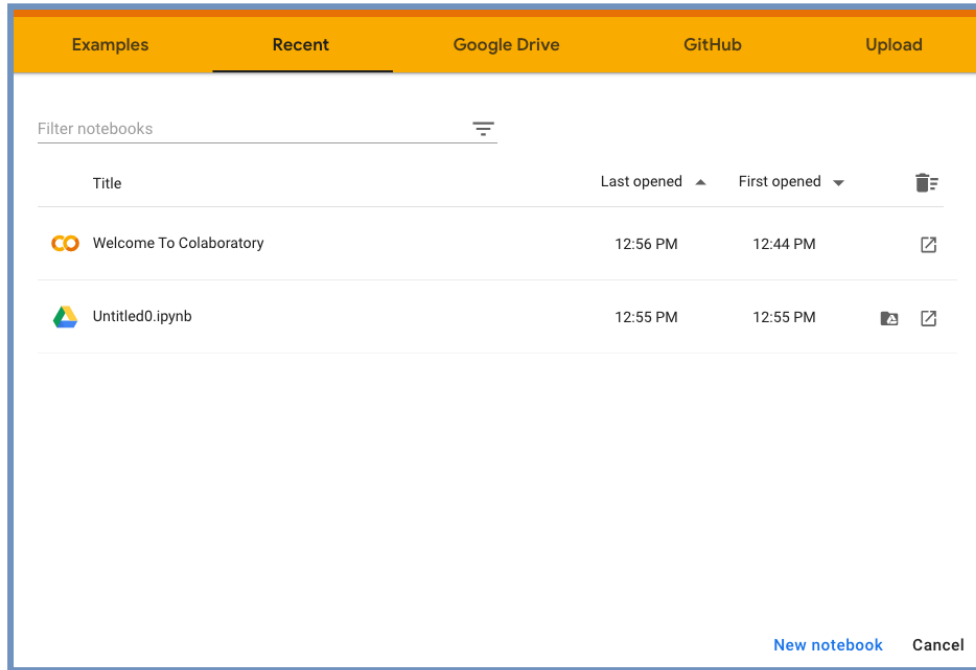 Examples Recent Google Drive GitHub Upload
Filter notebooks
Title Last opened First opened
Welcome To Colaboratory 12:56 PM 12:44 PM
Untitled0.ipynb 12:55 PM 12:55 PM
New notebook Cancel